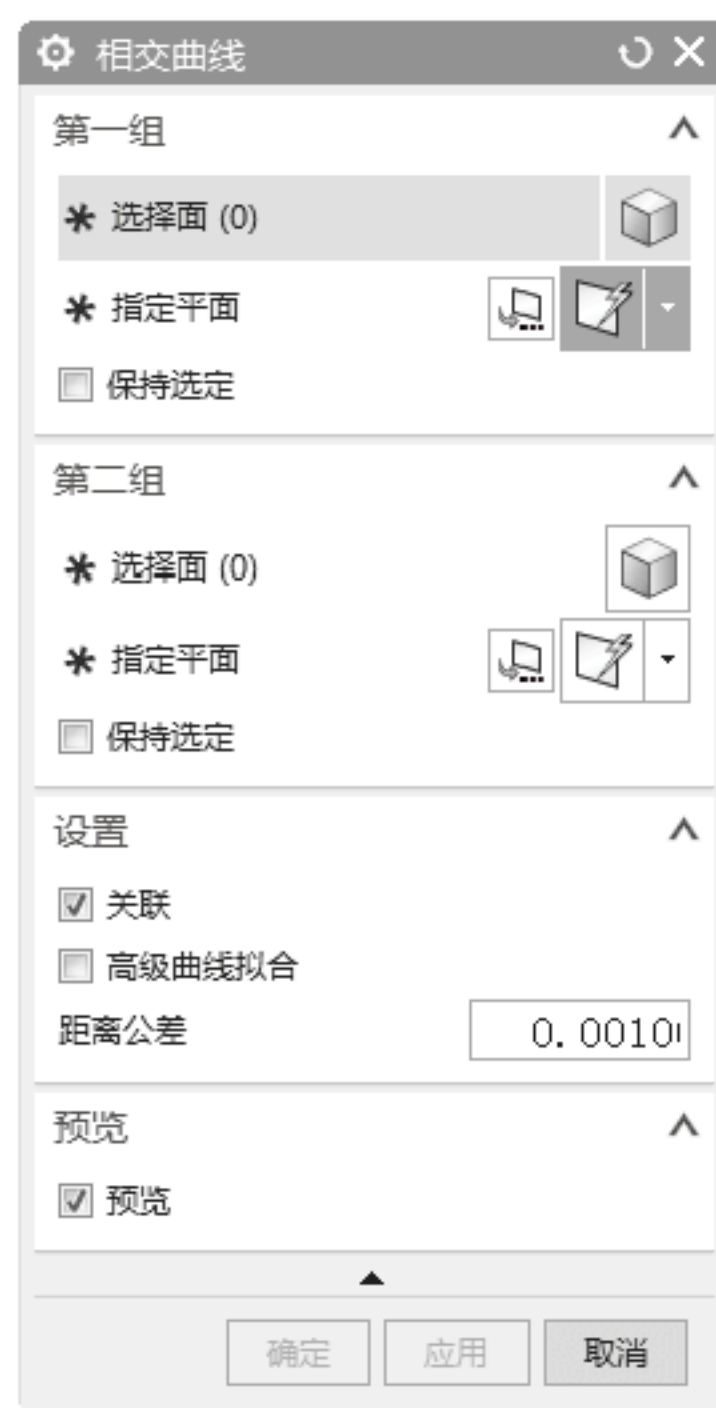 相交曲线
第一组
选择面 (0)
指定平面
保持选定
第二组
选择面 (0)
指定平面
保持选定
设置
关联
高级曲线拟合
距离公差 0.0010
预览
预览
确定 应用 取消